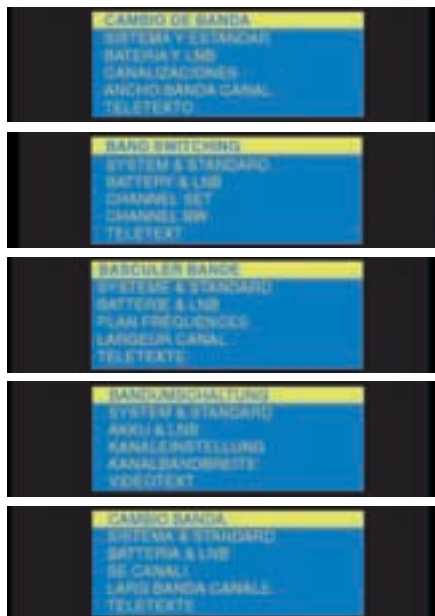 CAMBIO DE BANDA
SISTEMA Y ESTANDAR
BATERIA Y LNB
CANALIZACIONES
ANCHO BANDA CANAL
TELETEXTO
BAND SWITCHING
SYSTEM & STANDARD
BATTERY & LNB
CHANNEL SET
CHANNEL BW
TELETEXT
BASCULER BANDE
SYSTEME & STANDARD
BATTERIE & LNB
PLAN FREQUENCES
LARGEUR CANAL
TELETEXTE
BANDUMSCHALTUNG
SYSTEM & STANDARD
AKKU & LNB
KANALEINSTELLUNG
KANALBANDBREITE
VIDEOTEXT
CAMBIO BANDA
SISTEMA & STANDARD
BATTERIA & LNB
SE CANALI
LARG BANDA CANALE
TELETEXTE